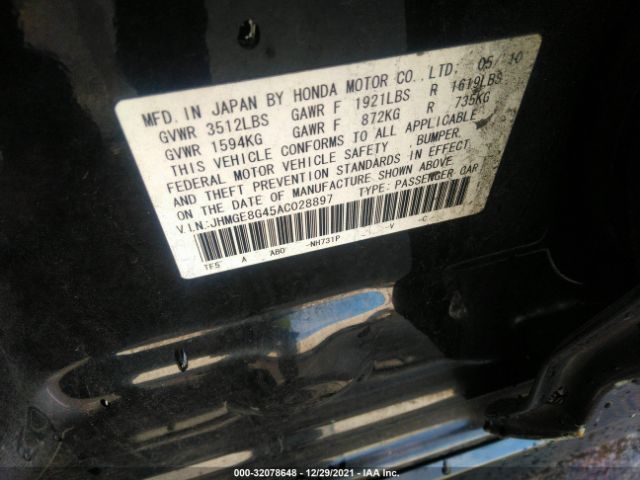 MFD. IN JAPAN BY HONDA MOTOR CO., LTD. 05 10
GVWR 3512LBS GAWR F 1921LBS R 1619LBS
GVWR 1594KG GAWR F 872KG R 735KG
THIS VEHICLE CONFORMS TO ALL APPLICABLE
FEDERAL MOTOR VEHICLE SAFETY, BUMPER,
AND THEFT PREVENTION STANDARDS IN EFFECT
ON THE DATE OF MANUFACTURE SHOWN ABOVE.
V.I.N.:JHMGE8G45AC028897 TYPE: PASSENGER CAR
TF5 A AB0 -NH731P -V -C
000-32078648 - 12/29/2021 - IAA Inc.